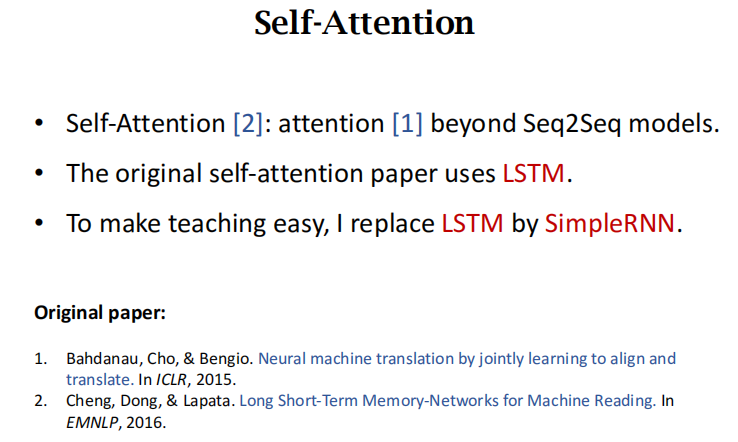 Self-Attention
• Self-Attention [2]: attention [1] beyond Seq2Seq models.
• The original self-attention paper uses LSTM.
• To make teaching easy, I replace LSTM by SimpleRNN.
Original paper:
1. Bahdanau, Cho, & Bengio. Neural machine translation by jointly learning to align and
translate. In ICLR, 2015.
2. Cheng, Dong, & Lapata. Long Short-Term Memory-Networks for Machine Reading. In
EMNLP, 2016.